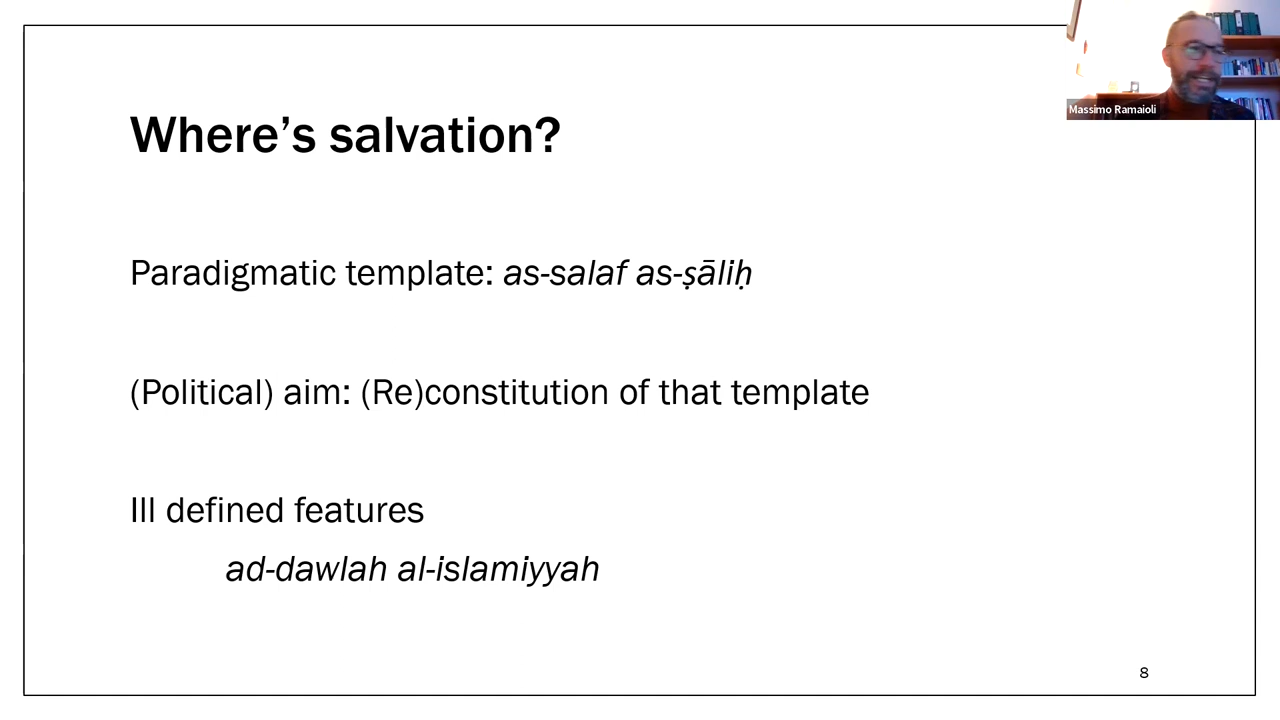 Massimo Ramaioli
Where’s salvation?
Paradigmatic template: as-salaf as-ṣāliḥ
(Political) aim: (Re)constitution of that template
Ill defined features
ad-dawlah al-islamiyyah
8